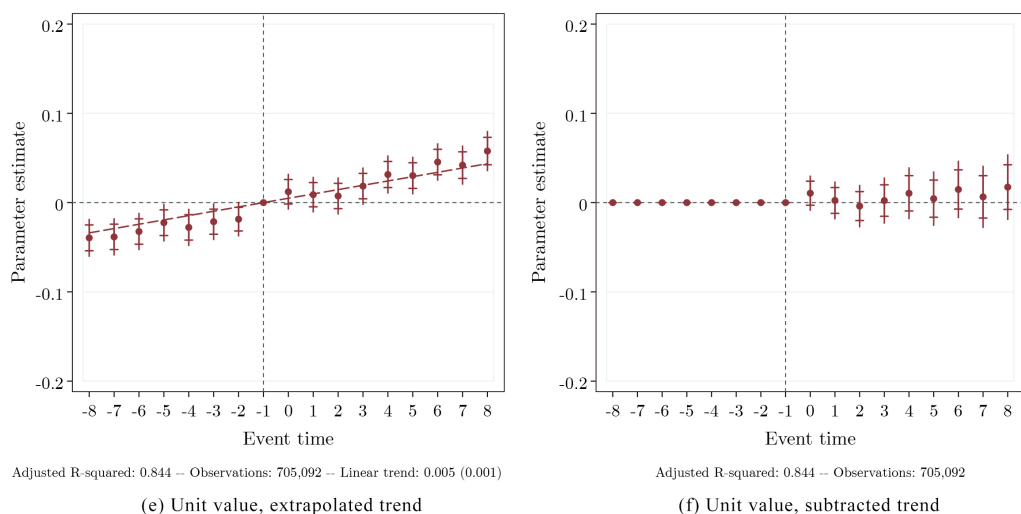 0.2
0.1
0
-0.1
-0.2
Parameter estimate
-8 -7 -6 -5 -4 -3 -2 -1 0 1 2 3 4 5 6 7 8
Event time
Adjusted R-squared: 0.844 -- Observations: 705,092 -- Linear trend: 0.005 (0.001)
(e) Unit value, extrapolated trend
0.2
0.1
0
-0.1
-0.2
Parameter estimate
-8 -7 -6 -5 -4 -3 -2 -1 0 1 2 3 4 5 6 7 8
Event time
Adjusted R-squared: 0.844 -- Observations: 705,092
(f) Unit value, subtracted trend